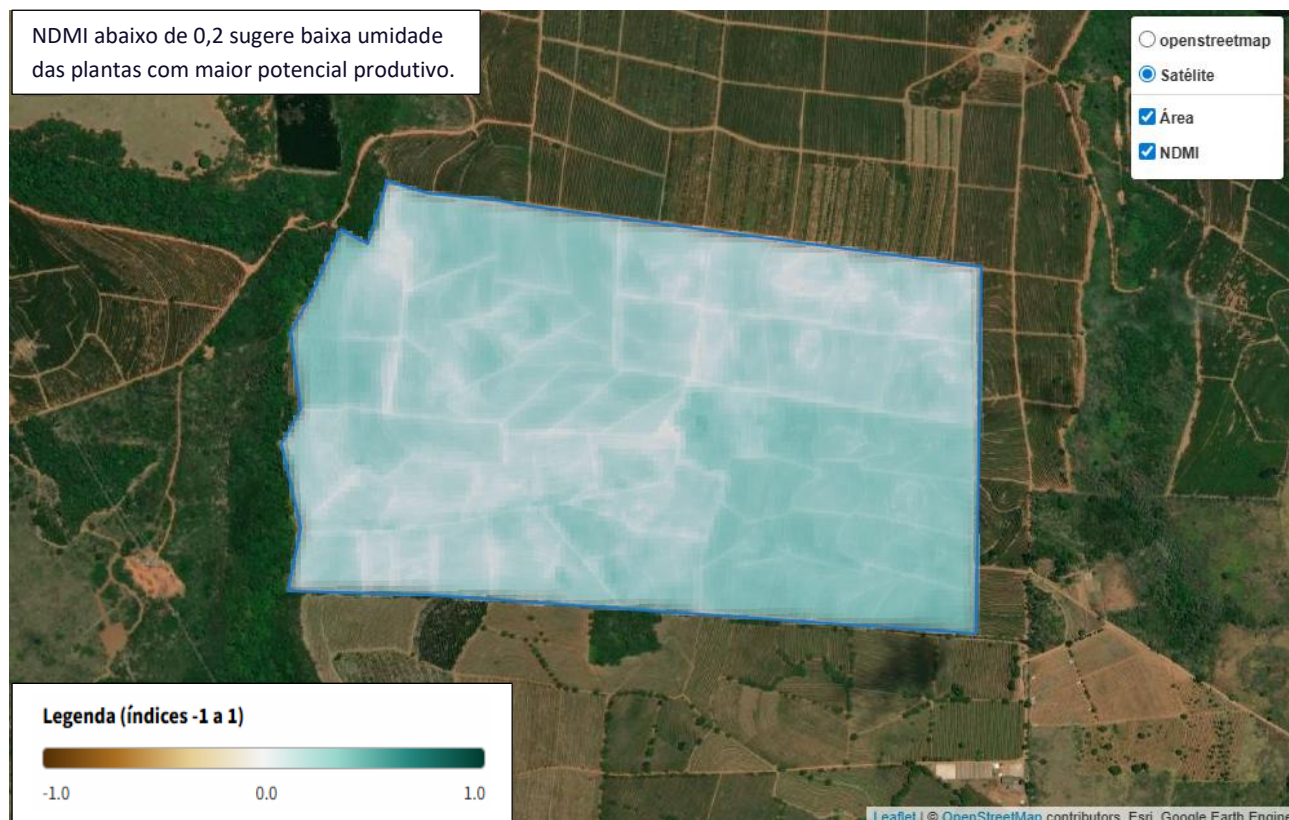 NDMI abaixo de 0,2 sugere baixa umidade
das plantas com maior potencial produtivo.
openstreetmap
Satélite
Área
NDMI
Legenda (índices -1 a 1)
-1.0 0.0 1.0
Leaflet | © OpenStreetMap contributors, Esri, Google Earth Engine